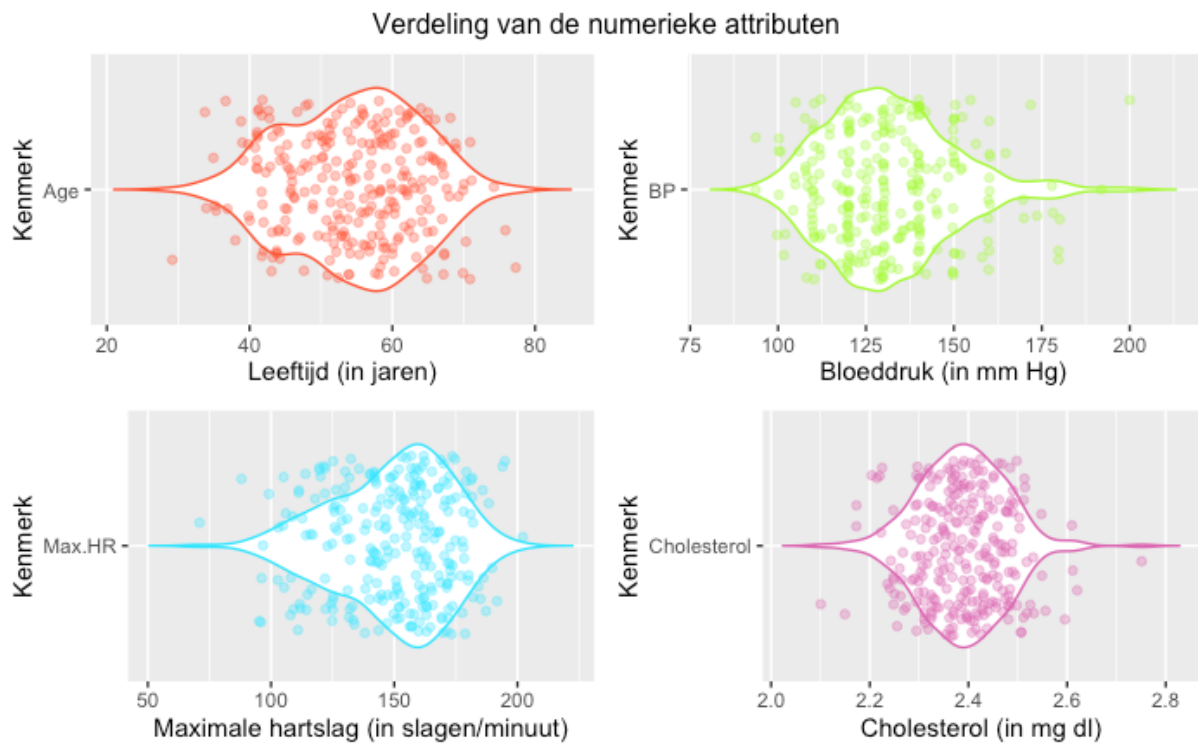 Verdeling van de numerieke attributen
Kenmerk
Age
20 40 60 80
Leeftijd (in jaren)
Kenmerk
BP
75 100 125 150 175 200
Bloeddruk (in mm Hg)
Kenmerk
Max.HR
50 100 150 200
Maximale hartslag (in slagen/minuut)
Kenmerk
Cholesterol
2.0 2.2 2.4 2.6 2.8
Cholesterol (in mg dl)